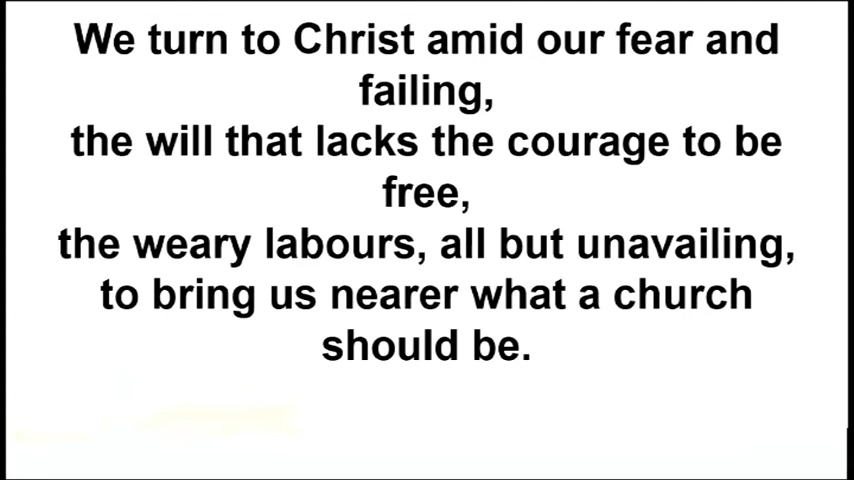 We turn to Christ amid our fear and
failing,
the will that lacks the courage to be
free,
the weary labours, all but unavailing,
to bring us nearer what a church
should be.